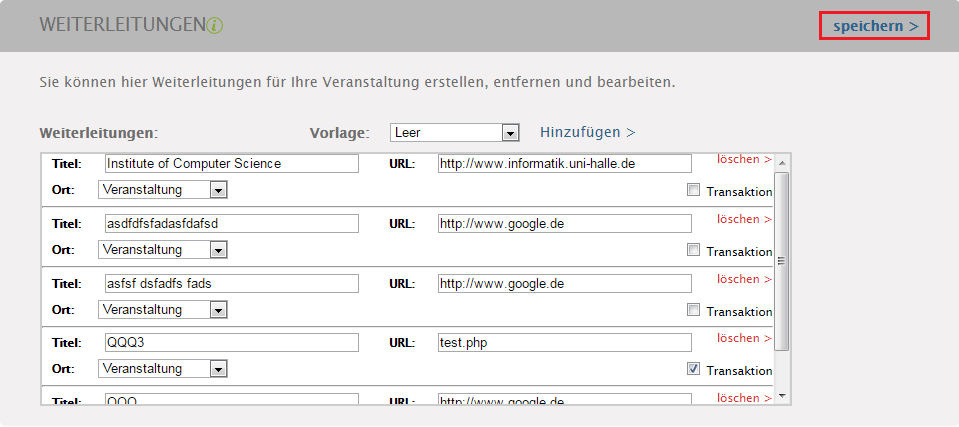 WEITERLEITUNGEN i speichern >
Sie können hier Weiterleitungen für Ihre Veranstaltung erstellen, entfernen und bearbeiten.
Weiterleitungen: Vorlage: Leer Hinzufügen >
Titel: Institute of Computer Science URL: http://www.informatik.uni-halle.de löschen >
Ort: Veranstaltung Transaktion
Titel: asdfdfsfadasfdafsd URL: http://www.google.de löschen >
Ort: Veranstaltung Transaktion
Titel: asfsf dsfadfs fads URL: http://www.google.de löschen >
Ort: Veranstaltung Transaktion
Titel: QQQ3 URL: test.php löschen >
Ort: Veranstaltung Transaktion
Titel: QQQ URL: http://www.google.de löschen >